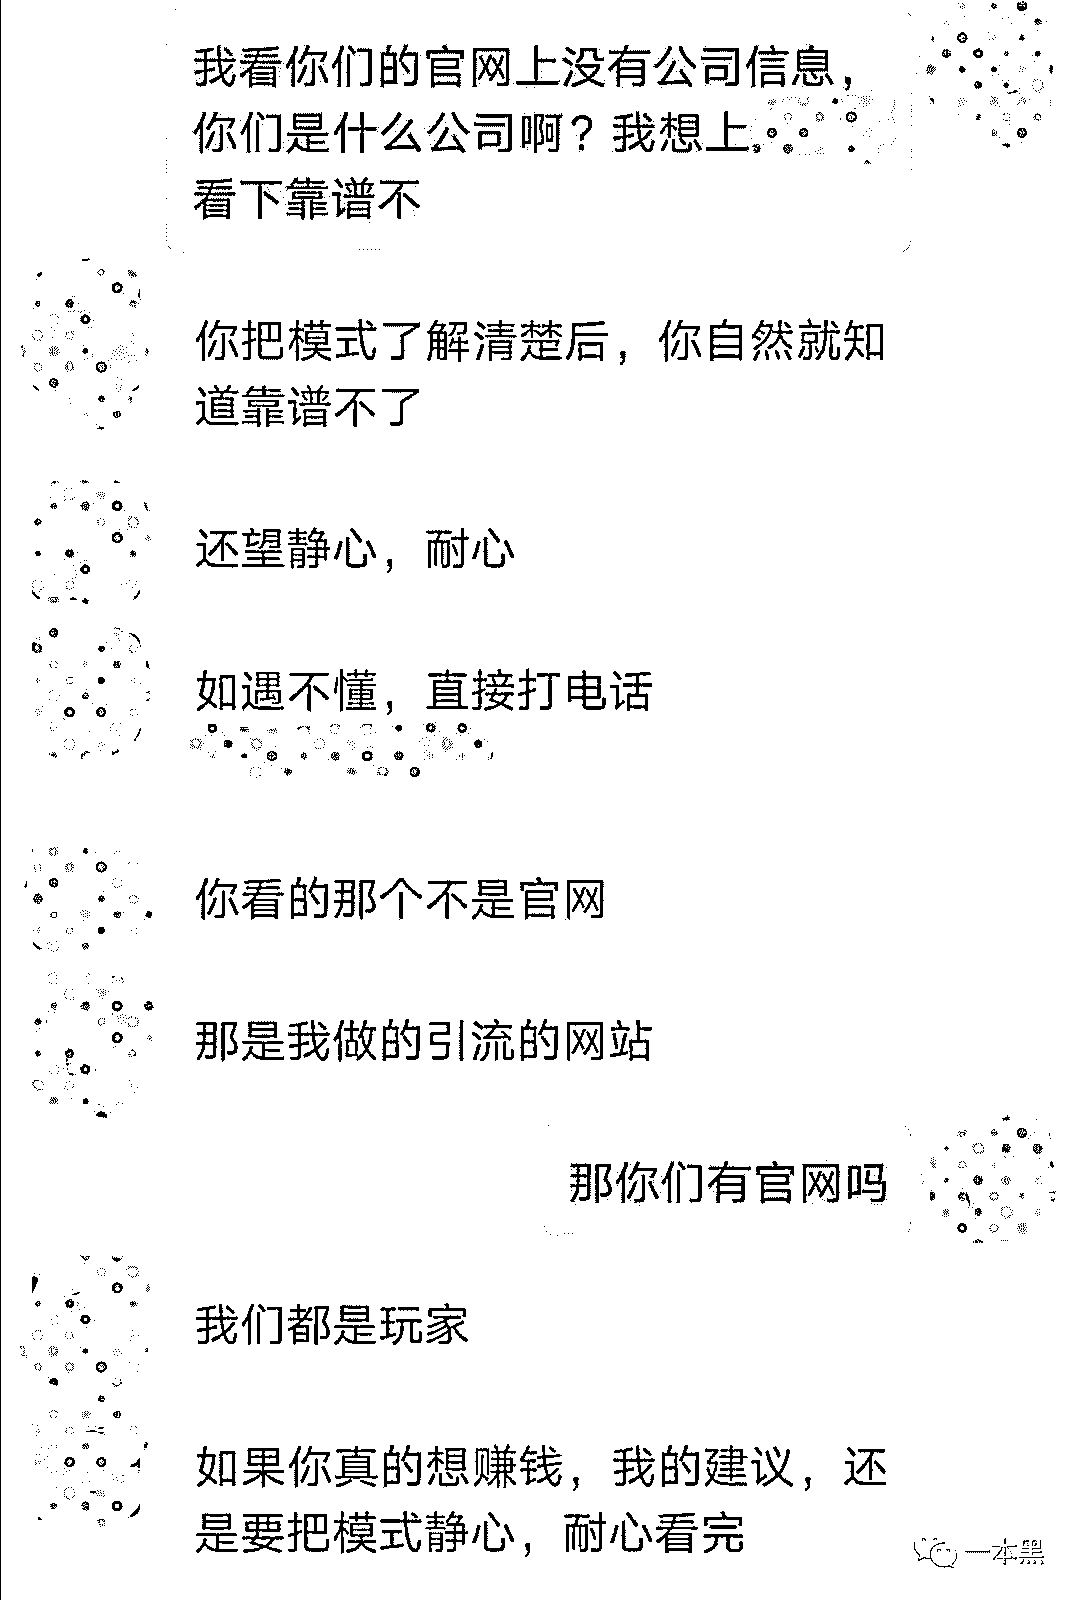 我看你们的官网上没有公司信息，
你们是什么公司啊？我想上
看下靠谱不
你把模式了解清楚后，你自然就知
道靠谱不了
还望静心，耐心
如遇不懂，直接打电话
你看的那个不是官网
那是我做的引流的网站
那你们有官网吗
我们都是玩家
如果你真的想赚钱，我的建议，还
是要把模式静心，耐心看完
一本黑